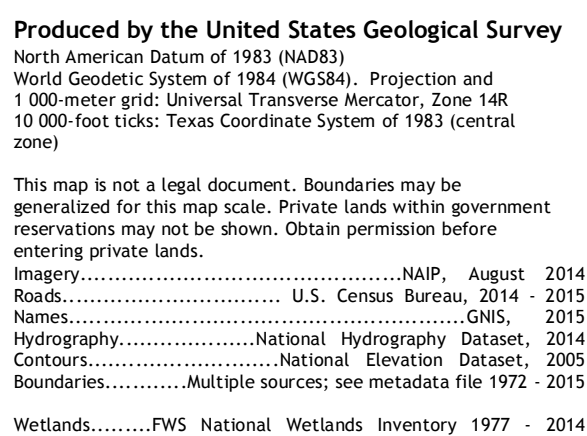 Produced by the United States Geological Survey
North American Datum of 1983 (NAD83)
World Geodetic System of 1984 (WGS84). Projection and
1 000-meter grid: Universal Transverse Mercator, Zone 14R
10 000-foot ticks: Texas Coordinate System of 1983 (central
zone)
This map is not a legal document. Boundaries may be
generalized for this map scale. Private lands within government
reservations may not be shown. Obtain permission before
entering private lands.
Imagery...............................................NAIP, August 2014
Roads................................ U.S. Census Bureau, 2014 - 2015
Names..............................................................GNIS, 2015
Hydrography....................National Hydrography Dataset, 2014
Contours............................National Elevation Dataset, 2005
Boundaries............Multiple sources; see metadata file 1972 - 2015
Wetlands.........FWS National Wetlands Inventory 1977 - 2014